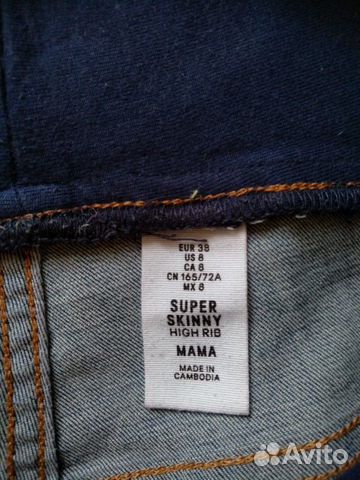 EUR 38
US 8
CA 8
CN 165/72A
MX 8
SUPER
SKINNY
HIGH RIB
MAMA
MADE IN
CAMBODIA
Avito